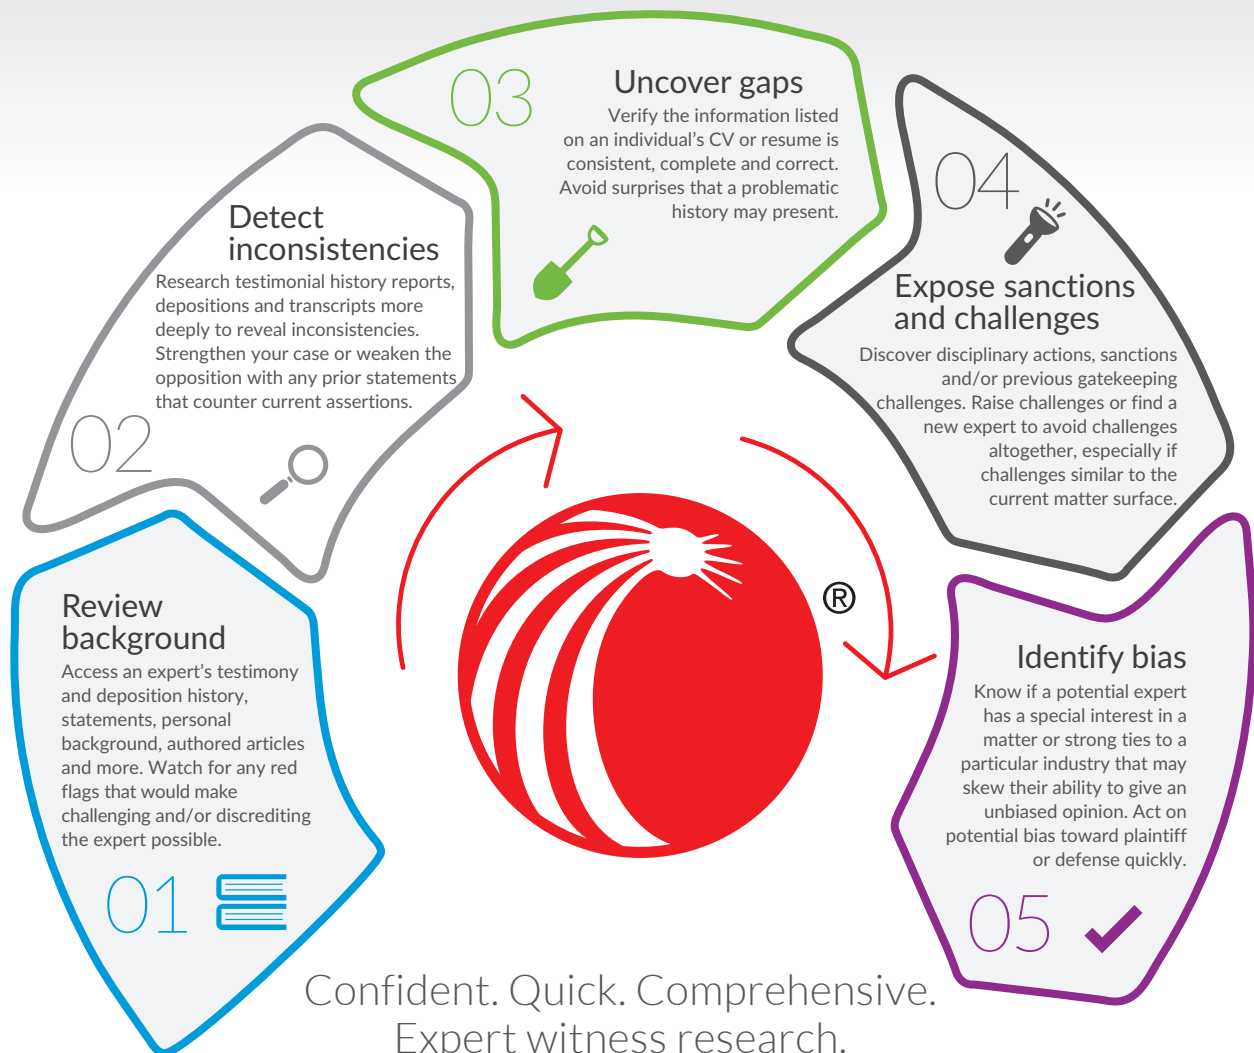 01
Review
background
Access an expert’s testimony
and deposition history,
statements, personal
background, authored articles
and more. Watch for any red
flags that would make
challenging and/or discrediting
the expert possible.
02
Detect
inconsistencies
Research testimonial history reports,
depositions and transcripts more
deeply to reveal inconsistencies.
Strengthen your case or weaken the
opposition with any prior statements
that counter current assertions.
03
Uncover gaps
Verify the information listed
on an individual’s CV or resume is
consistent, complete and correct.
Avoid surprises that a problematic
history may present.
04
Expose sanctions
and challenges
Discover disciplinary actions, sanctions
and/or previous gatekeeping
challenges. Raise challenges or find a
new expert to avoid challenges
altogether, especially if
challenges similar to the
current matter surface.
05
Identify bias
Know if a potential expert
has a special interest in a
matter or strong ties to a
particular industry that may
skew their ability to give an
unbiased opinion. Act on
potential bias toward plaintiff
or defense quickly.
®
Confident. Quick. Comprehensive.
Expert witness research.